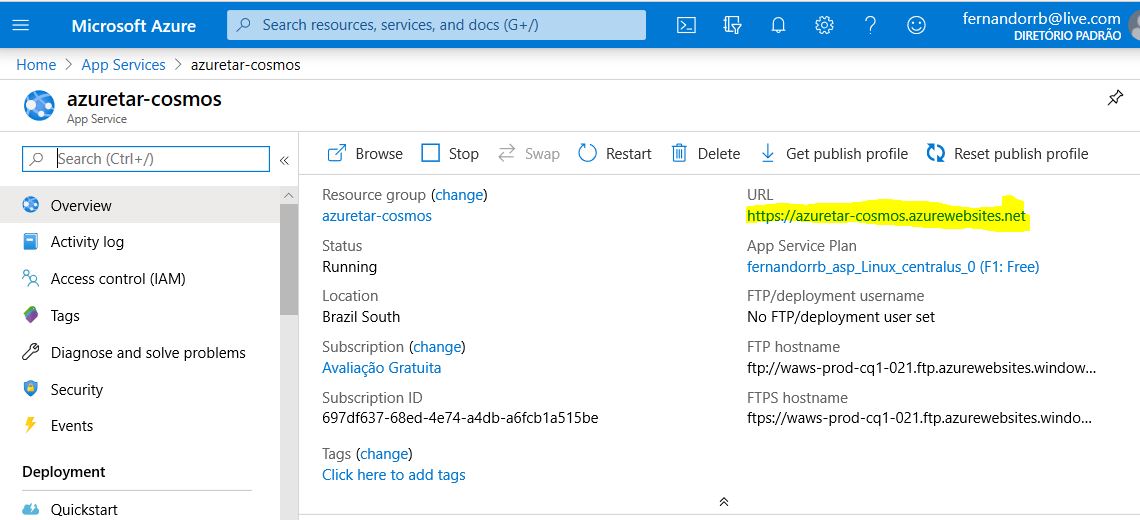 Microsoft Azure
Search resources, services, and docs (G+/)
fernandorrb@live.com
DIRETÓRIO PADRÃO
Home > App Services > azuretar-cosmos
azuretar-cosmos
App Service
Search (Ctrl+/)
Browse Stop Swap Restart Delete Get publish profile Reset publish profile
Overview
Activity log
Access control (IAM)
Tags
Diagnose and solve problems
Security
Events
Deployment
Quickstart
Resource group (change)
azuretar-cosmos
Status
Running
Location
Brazil South
Subscription (change)
Avaliação Gratuita
Subscription ID
697df637-68ed-4e74-a4db-a6fcb1a515be
Tags (change)
Click here to add tags
URL
https://azuretar-cosmos.azurewebsites.net
App Service Plan
fernandorrb_asp_Linux_centralus_0 (F1: Free)
FTP/deployment username
No FTP/deployment user set
FTP hostname
ftp://waws-prod-cq1-021.ftp.azurewebsites.window...
FTPS hostname
ftps://waws-prod-cq1-021.ftp.azurewebsites.windo...